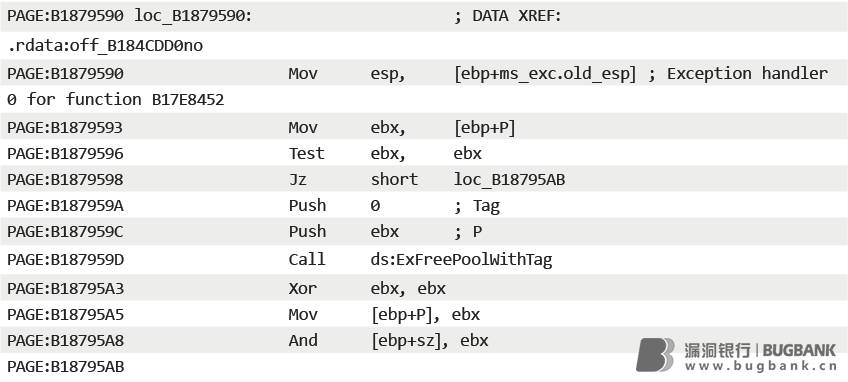 PAGE:B1879590 loc_B1879590: ; DATA XREF:
.rdata:off_B184CDD0no
PAGE:B1879590 Mov esp, [ebp+ms_exc.old_esp] ; Exception handler
0 for function B17E8452
PAGE:B1879593 Mov ebx, [ebp+P]
PAGE:B1879596 Test ebx, ebx
PAGE:B1879598 Jz short loc_B18795AB
PAGE:B187959A Push 0 ; Tag
PAGE:B187959C Push ebx ; P
PAGE:B187959D Call ds:ExFreePoolWithTag
PAGE:B18795A3 Xor ebx, ebx
PAGE:B18795A5 Mov [ebp+P], ebx
PAGE:B18795A8 And [ebp+sz], ebx
PAGE:B18795AB
漏洞银行 | BUGBANK
www.bugbank.cn